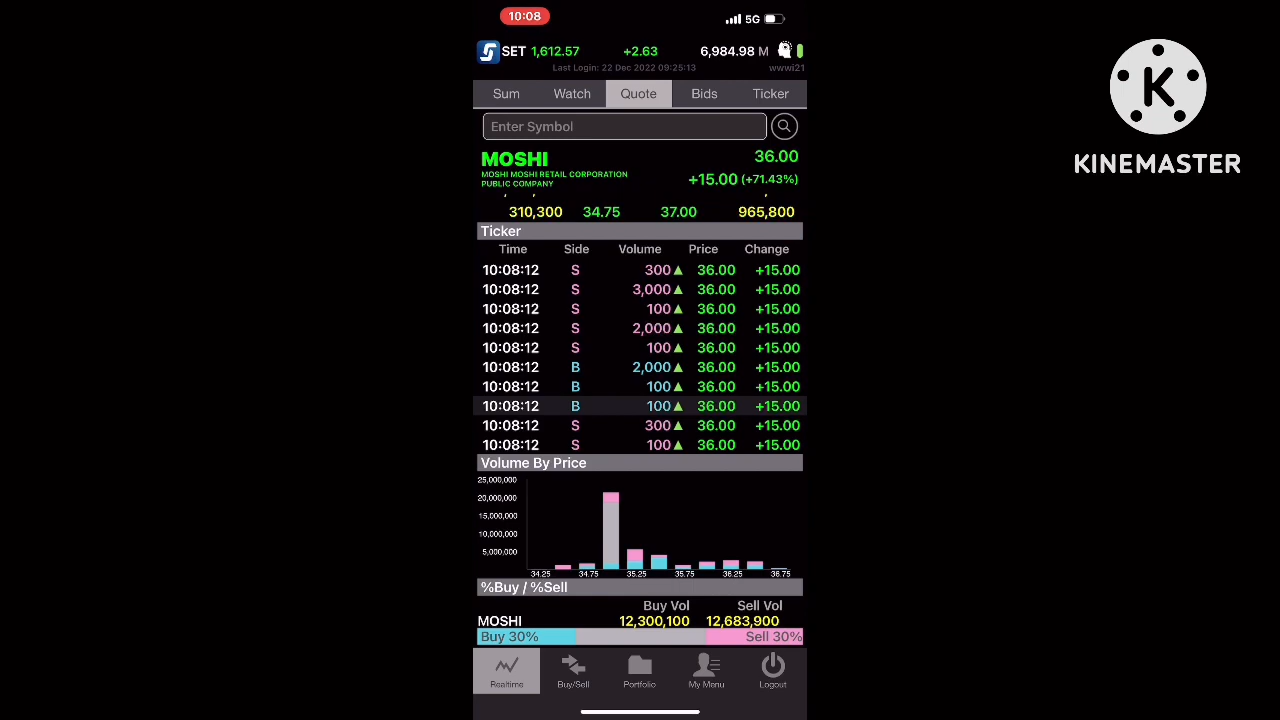 10:08
5G
SET 1,612.57 +2.63 6,984.98 M
Last Login: 22 Dec 2022 09:25:13 wwwi21
Sum Watch Quote Bids Ticker
Enter Symbol
MOSHI 36.00
MOSHI MOSHI RETAIL CORPORATION
PUBLIC COMPANY
+15.00 (+71.43%)
310,300 34.75 37.00 965,800
Ticker
Time Side Volume Price Change
10:08:12 S 300 ▲ 36.00 +15.00
10:08:12 S 3,000 ▲ 36.00 +15.00
10:08:12 S 100 ▲ 36.00 +15.00
10:08:12 S 2,000 ▲ 36.00 +15.00
10:08:12 S 100 ▲ 36.00 +15.00
10:08:12 B 2,000 ▲ 36.00 +15.00
10:08:12 B 100 ▲ 36.00 +15.00
10:08:12 B 100 ▲ 36.00 +15.00
10:08:12 S 300 ▲ 36.00 +15.00
10:08:12 S 100 ▲ 36.00 +15.00
Volume By Price
25,000,000
20,000,000
15,000,000
10,000,000
5,000,000
34.25 34.75 35.25 35.75 36.25 36.75
%Buy / %Sell
Buy Vol Sell Vol
MOSHI 12,300,100 12,683,900
Buy 30% Sell 30%
Realtime Buy/Sell Portfolio My Menu Logout
K
KINEMASTER